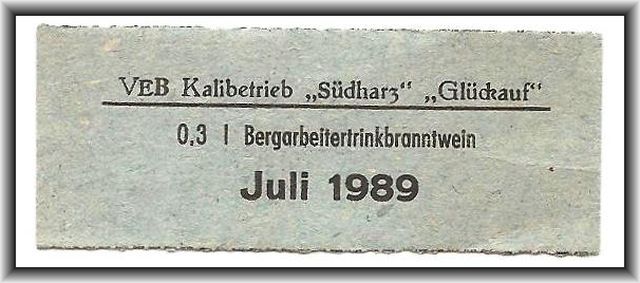 VEB Kalibetrieb „Südharz“ „Glückauf“
0,3 l Bergarbeitertrinkbranntwein
Juli 1989